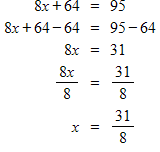 8x+64 = 95
8x+64−64 = 95−64
8x = 31
8x/8 = 31/8
x = 31/8